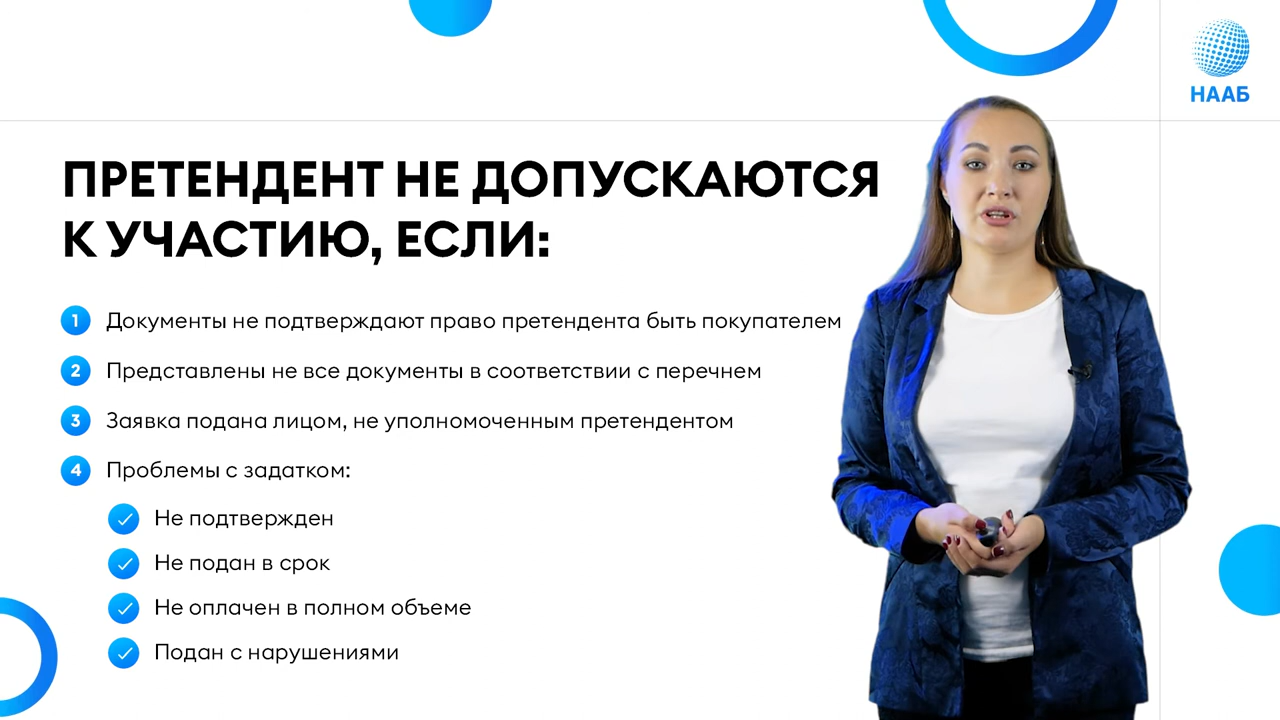 НААБ
ПРЕТЕНДЕНТ НЕ ДОПУСКАЮТСЯ
К УЧАСТИЮ, ЕСЛИ:
1 Документы не подтверждают право претендента быть покупателем
2 Представлены не все документы в соответствии с перечнем
3 Заявка подана лицом, не уполномоченным претендентом
4 Проблемы с задатком:
Не подтвержден
Не подан в срок
Не оплачен в полном объеме
Подан с нарушениями